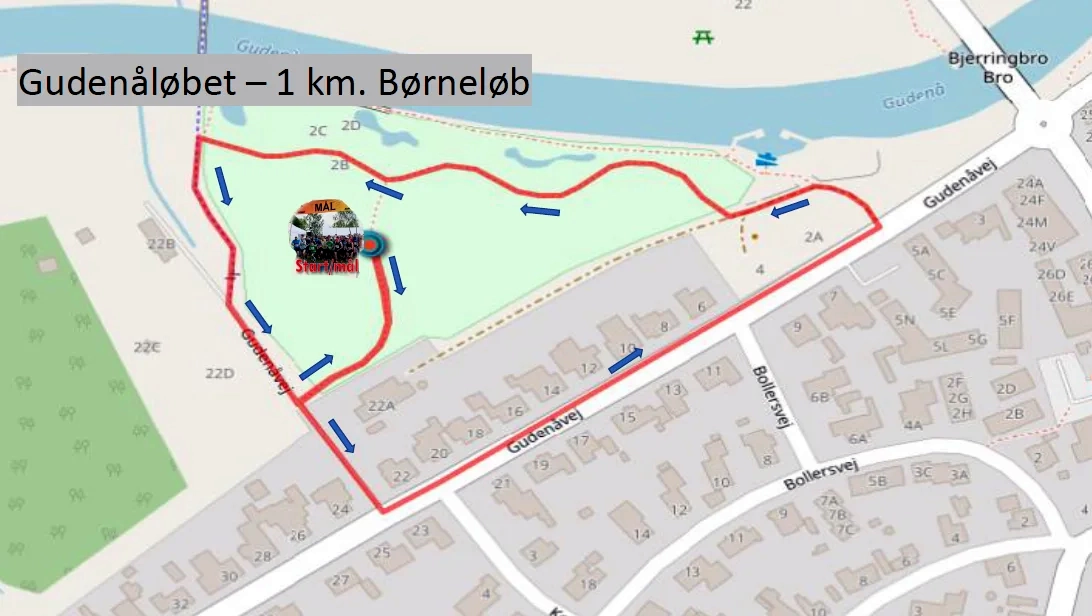 22
Bjerringbro
Bro
Gudenå
Gudenåløbet – 1 km. Børneløb
Gudenå
2C
2D
2B
MÅL
Start/mål
22B
22E
22D
Gudenåvej
22A
2A
4
6
8
10
12
14
16
18
20
22
24
26
28
30
32
Gudenåvej
Gudenåvej
24A
24F
24M
24V
26D
26E
3
5A
5C
5E
5N
5F
5G
5L
7
9
11
13
15
17
19
21
23
25
27
Bollersvej
Bollersvej
6B
6A
4A
2F
2G
2H
2D
2B
2
8
10
12
14
5B
3C
3A
7A
7B
7C
9
11
13
3
18
4
2
4
6
8
6
10
12